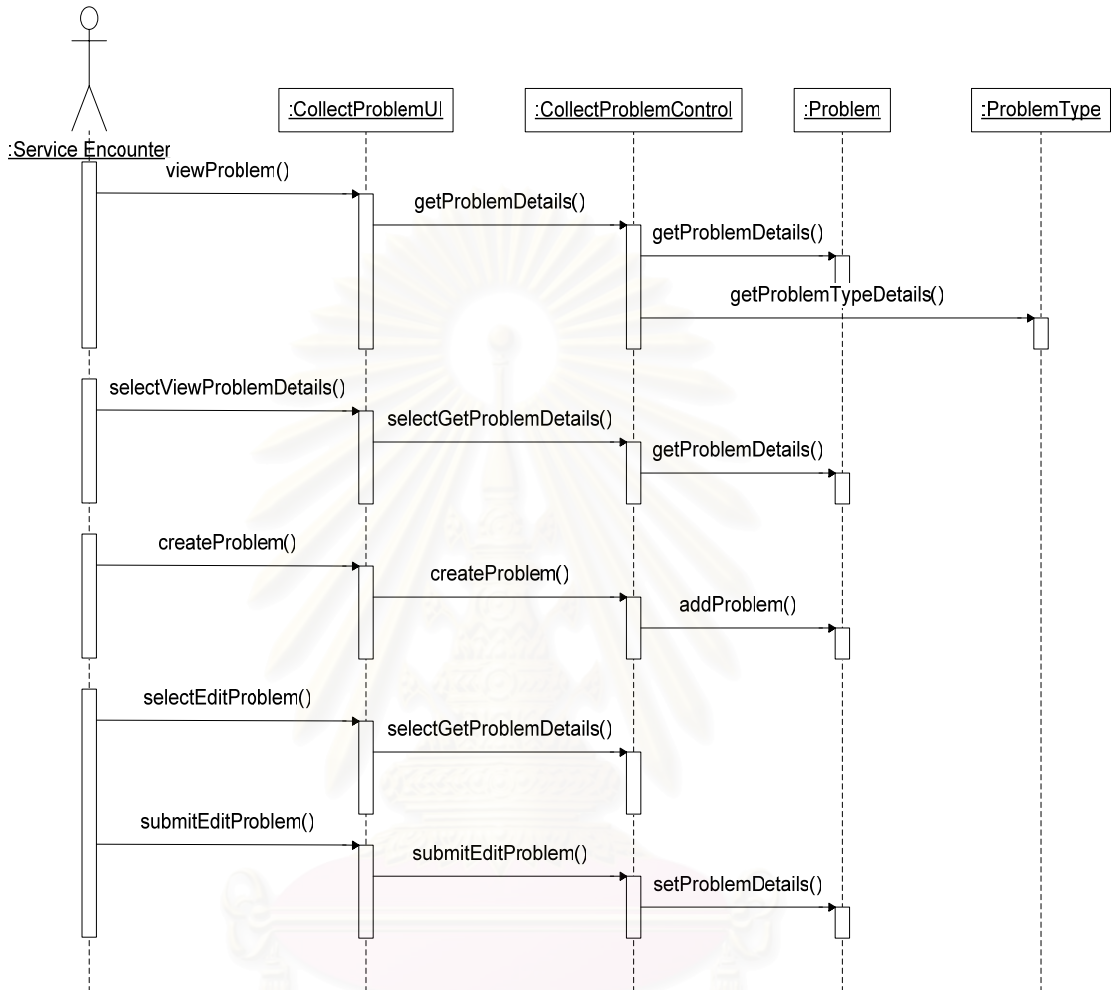 :CollectProblemUI
:CollectProblemControl
:Problem
:ProblemType
:Service Encounter
viewProblem()
getProblemDetails()
getProblemDetails()
getProblemTypeDetails()
selectViewProblemDetails()
selectGetProblemDetails()
getProblemDetails()
createProblem()
createProblem()
addProblem()
selectEditProblem()
selectGetProblemDetails()
submitEditProblem()
submitEditProblem()
setProblemDetails()